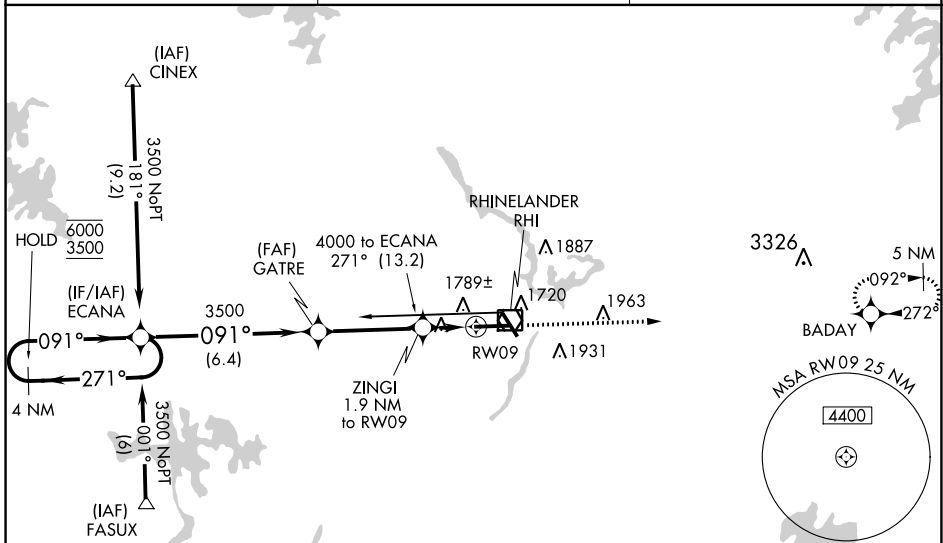 (IAF)
CINEX
3500 NoPT
181°
(9.2)
HOLD
6000
3500
(IF/IAF)
ECANA
091°
271°
4 NM
3500 NoPT
001°
(6)
(IAF)
FASUX
3500
091°
(6.4)
(FAF)
GATRE
4000 to ECANA
271° (13.2)
ZINGI
1.9 NM
to RW09
1789±
RHINELANDER
RHI
1887
1720
1963
1931
RW09
3326
5 NM
092°
272°
BADAY
MSA RW09 25 NM
4400